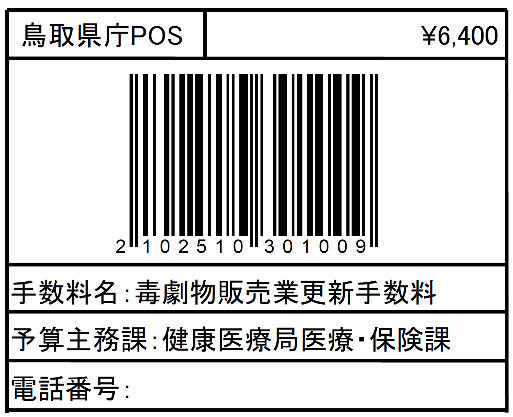 鳥取県庁POS
¥6,400
2102510301009
手数料名:毒劇物販売業更新手数料
予算主務課:健康医療局医療・保険課
電話番号: